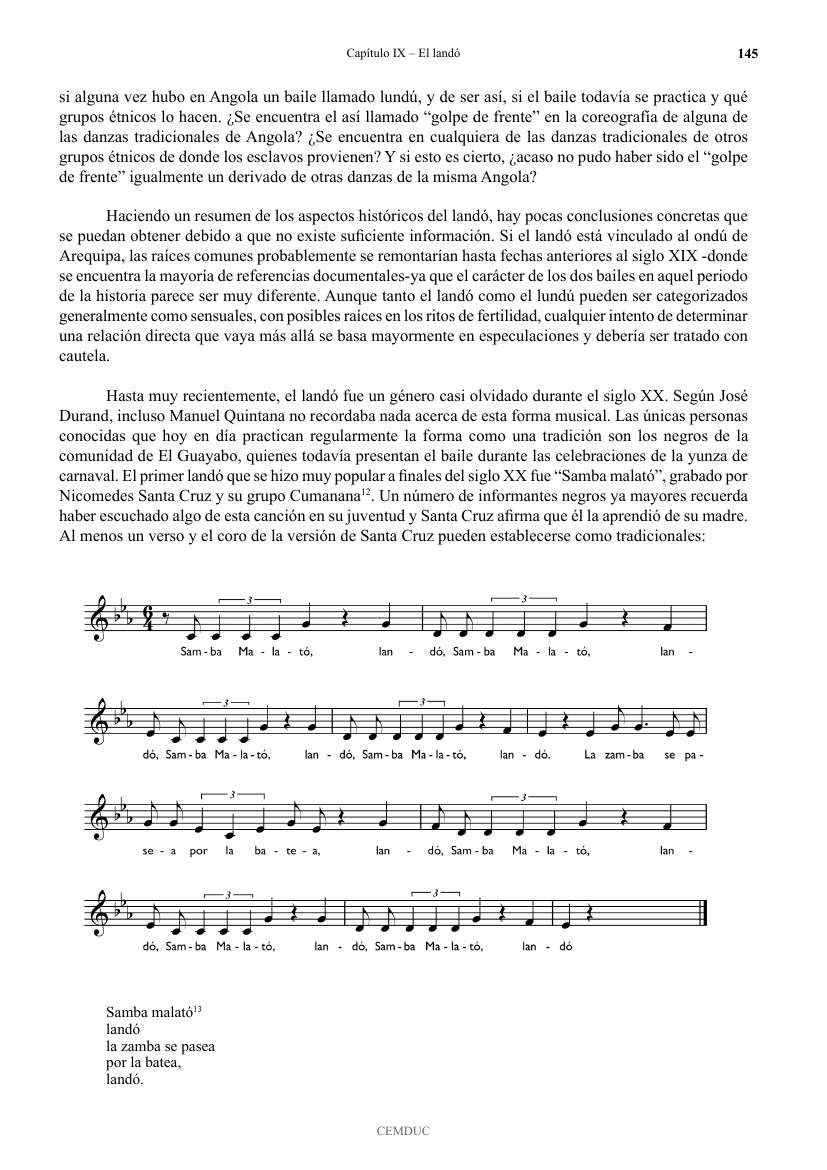 Capítulo IX – El landó 145
si alguna vez hubo en Angola un baile llamado lundú, y de ser así, si el baile todavía se practica y qué
grupos étnicos lo hacen. ¿Se encuentra el así llamado “golpe de frente” en la coreografía de alguna de
las danzas tradicionales de Angola? ¿Se encuentra en cualquiera de las danzas tradicionales de otros
grupos étnicos de donde los esclavos provienen? Y si esto es cierto, ¿acaso no pudo haber sido el “golpe
de frente” igualmente un derivado de otras danzas de la misma Angola?
Haciendo un resumen de los aspectos históricos del landó, hay pocas conclusiones concretas que
se puedan obtener debido a que no existe suficiente información. Si el landó está vinculado al ondú de
Arequipa, las raíces comunes probablemente se remontarían hasta fechas anteriores al siglo XIX -donde
se encuentra la mayoría de referencias documentales-ya que el carácter de los dos bailes en aquel periodo
de la historia parece ser muy diferente. Aunque tanto el landó como el lundú pueden ser categorizados
generalmente como sensuales, con posibles raíces en los ritos de fertilidad, cualquier intento de determinar
una relación directa que vaya más allá se basa mayormente en especulaciones y debería ser tratado con
cautela.
Hasta muy recientemente, el landó fue un género casi olvidado durante el siglo XX. Según José
Durand, incluso Manuel Quintana no recordaba nada acerca de esta forma musical. Las únicas personas
conocidas que hoy en día practican regularmente la forma como una tradición son los negros de la
comunidad de El Guayabo, quienes todavía presentan el baile durante las celebraciones de la yunza de
carnaval. El primer landó que se hizo muy popular a finales del siglo XX fue “Samba malató”, grabado por
Nicomedes Santa Cruz y su grupo Cumanana12. Un número de informantes negros ya mayores recuerda
haber escuchado algo de esta canción en su juventud y Santa Cruz afirma que él la aprendió de su madre.
Al menos un verso y el coro de la versión de Santa Cruz pueden establecerse como tradicionales:
3 3
6
4
Sam - ba Ma - la - tó, lan - dó, Sam - ba Ma - la - tó, lan -
3 3
dó, Sam - ba Ma - la - tó, lan - dó, Sam - ba Ma - la - tó, lan - dó. La zam - ba se pa -
3 3
se - a por la ba - te - a, lan - dó, Sam - ba Ma - la - tó, lan -
3 3
dó, Sam - ba Ma - la - tó, lan - dó, Sam - ba Ma - la - tó, lan - dó
Samba malató13
landó
la zamba se pasea
por la batea,
landó.
CEMDUC